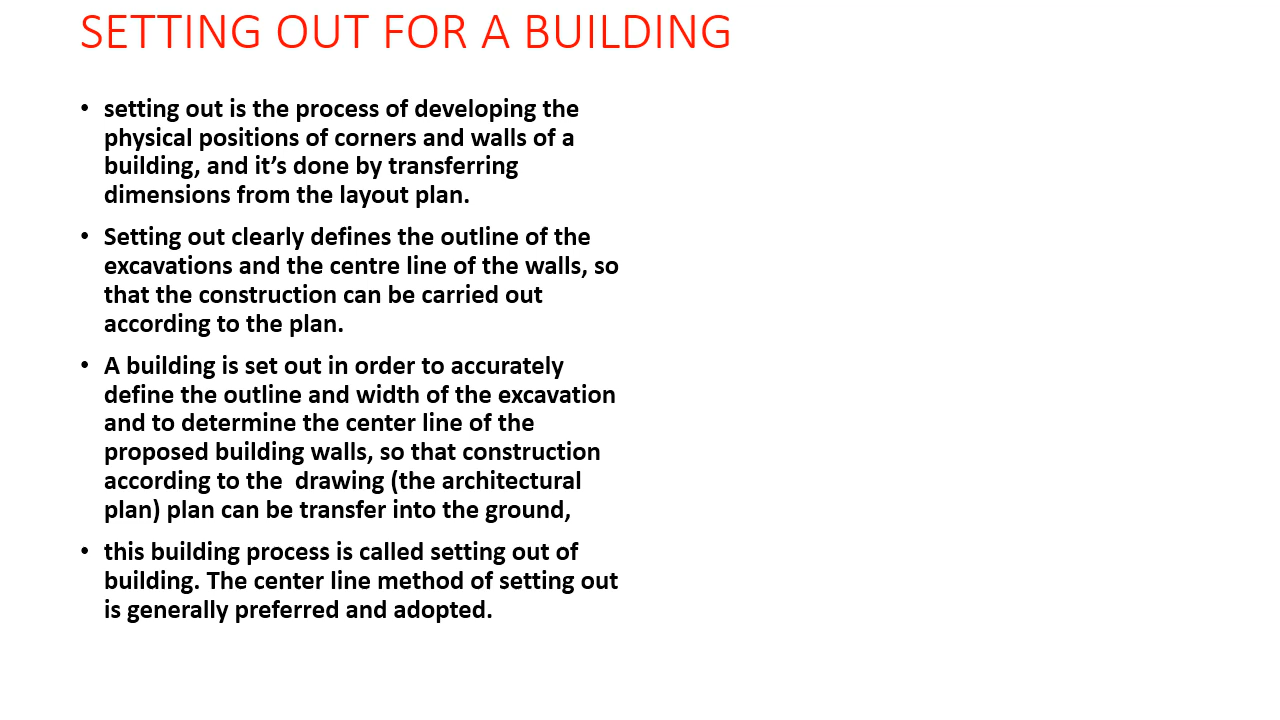 SETTING OUT FOR A BUILDING
• setting out is the process of developing the
physical positions of corners and walls of a
building, and it’s done by transferring
dimensions from the layout plan.
• Setting out clearly defines the outline of the
excavations and the centre line of the walls, so
that the construction can be carried out
according to the plan.
• A building is set out in order to accurately
define the outline and width of the excavation
and to determine the center line of the
proposed building walls, so that construction
according to the  drawing (the architectural
plan) plan can be transfer into the ground,
• this building process is called setting out of
building. The center line method of setting out
is generally preferred and adopted.